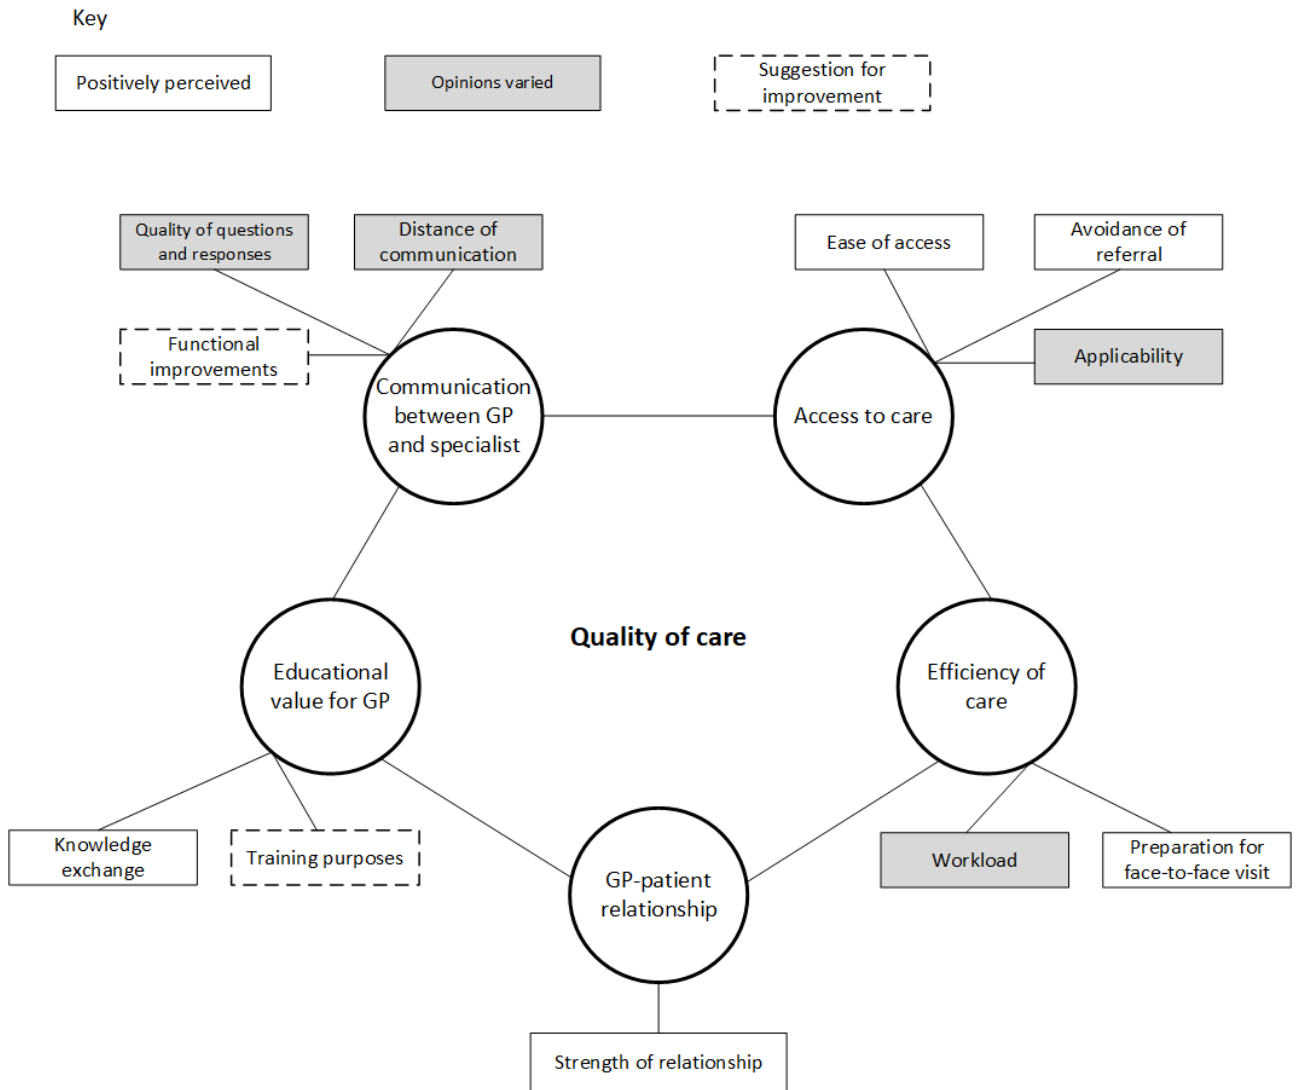 Key
Positively perceived
Opinions varied
Suggestion for
improvement
Quality of questions
and responses
Distance of
communication
Ease of access
Avoidance of
referral
Functional
improvements
Applicability
Communication
between GP
and specialist
Access to care
Quality of care
Educational
value for GP
Efficiency of
care
Knowledge
exchange
Training purposes
GP-patient
relationship
Workload
Preparation for
face-to-face visit
Strength of relationship